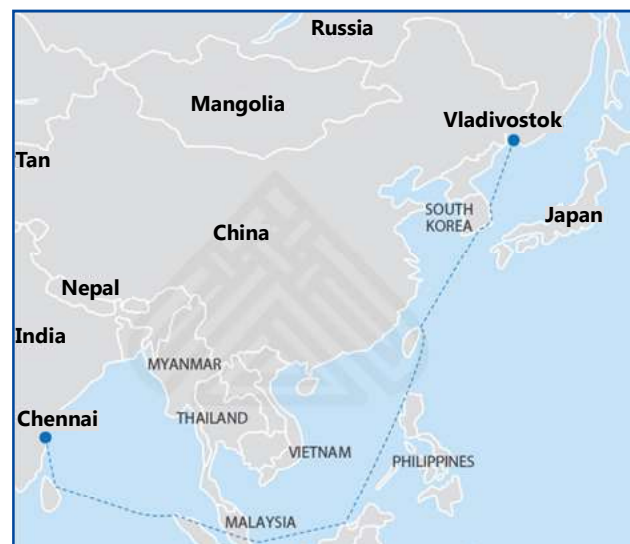 Russia
Mangolia
Vladivostok
Tan
SOUTH
KOREA
Japan
China
Nepal
India
MYANMAR
Chennai
THAILAND
VIETNAM
PHILIPPINES
MALAYSIA